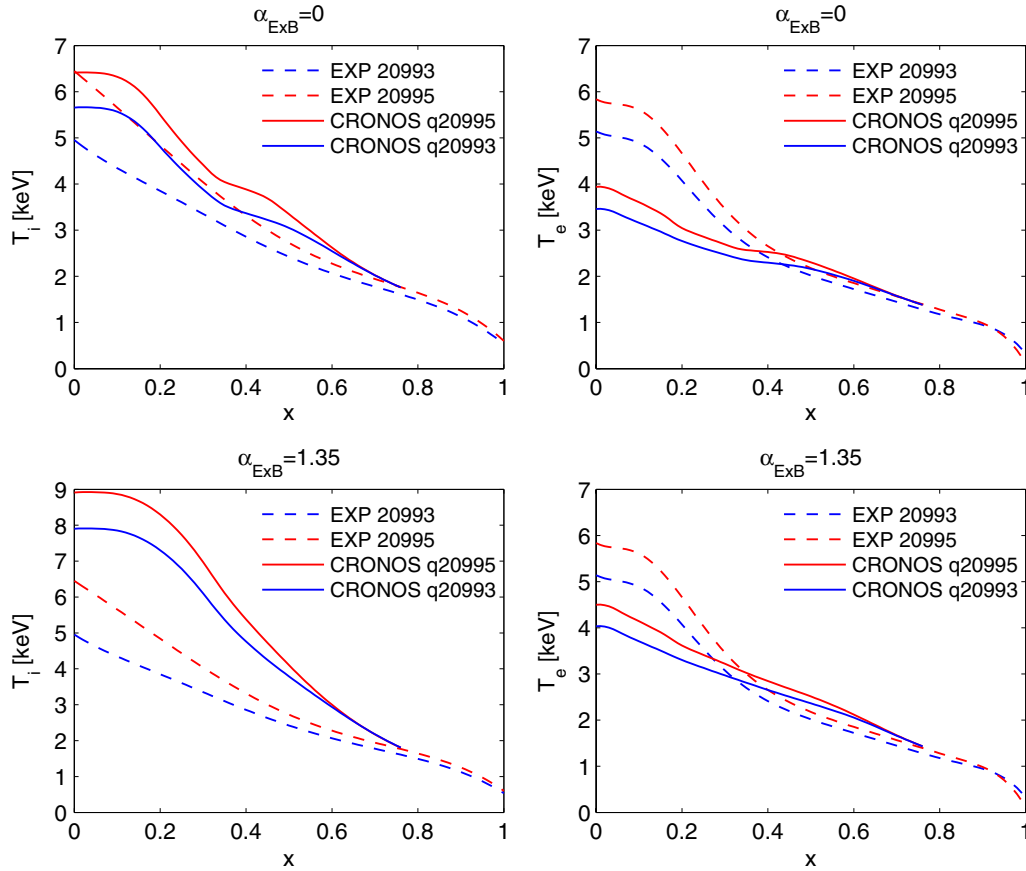 α_ExB=0
7
6
5
4
3
2
1
0
T_i [keV]
EXP 20993
EXP 20995
CRONOS q20995
CRONOS q20993
0 0.2 0.4 0.6 0.8 1
x
α_ExB=0
7
6
5
4
3
2
1
0
T_e [keV]
EXP 20993
EXP 20995
CRONOS q20995
CRONOS q20993
0 0.2 0.4 0.6 0.8 1
x
α_ExB=1.35
9
8
7
6
5
4
3
2
1
0
T_i [keV]
EXP 20993
EXP 20995
CRONOS q20995
CRONOS q20993
0 0.2 0.4 0.6 0.8 1
x
α_ExB=1.35
7
6
5
4
3
2
1
0
T_e [keV]
EXP 20993
EXP 20995
CRONOS q20995
CRONOS q20993
0 0.2 0.4 0.6 0.8 1
x